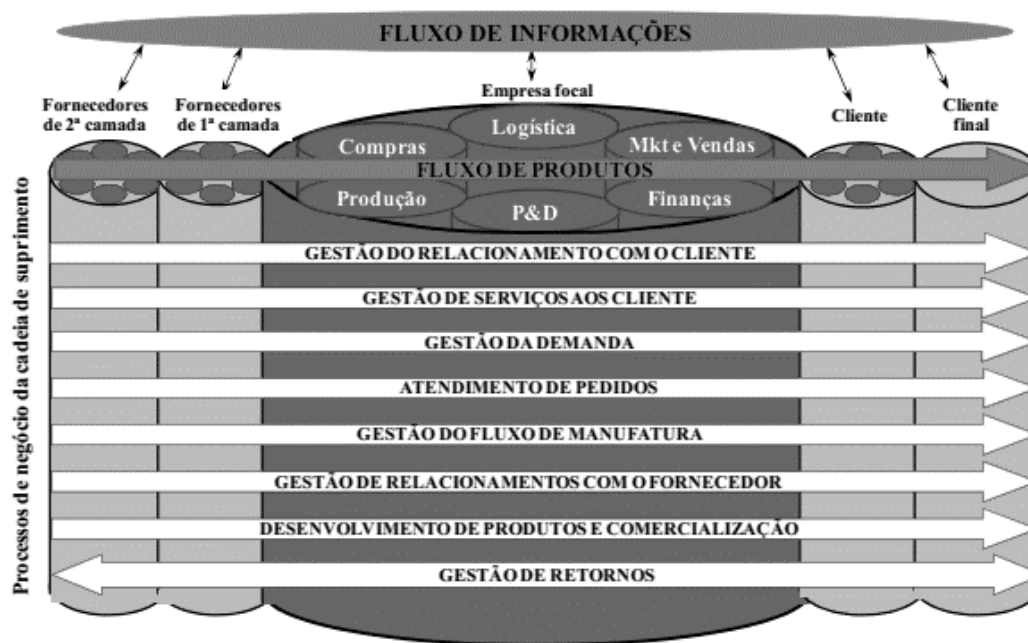 FLUXO DE INFORMAÇÕES
Fornecedores
de 2ª camada
Fornecedores
de 1ª camada
Empresa focal
Cliente
Cliente
final
Logística
Compras
Mkt e Vendas
FLUXO DE PRODUTOS
Produção
P&D
Finanças
Processos de negócio da cadeia de suprimento
GESTÃO DO RELACIONAMENTO COM O CLIENTE
GESTÃO DE SERVIÇOS AOS CLIENTE
GESTÃO DA DEMANDA
ATENDIMENTO DE PEDIDOS
GESTÃO DO FLUXO DE MANUFATURA
GESTÃO DE RELACIONAMENTOS COM O FORNECEDOR
DESENVOLVIMENTO DE PRODUTOS E COMERCIALIZAÇÃO
GESTÃO DE RETORNOS